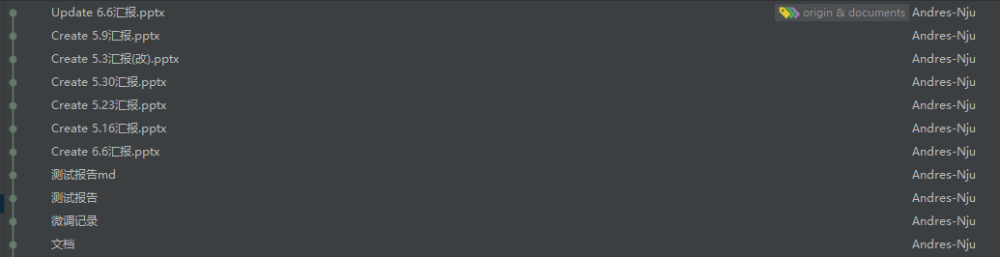 Update 6.6汇报.pptx origin & documents Andres-Nju
Create 5.9汇报.pptx Andres-Nju
Create 5.3汇报(改).pptx Andres-Nju
Create 5.30汇报.pptx Andres-Nju
Create 5.23汇报.pptx Andres-Nju
Create 5.16汇报.pptx Andres-Nju
Create 6.6汇报.pptx Andres-Nju
测试报告md Andres-Nju
测试报告 Andres-Nju
微调记录 Andres-Nju
文档 Andres-Nju